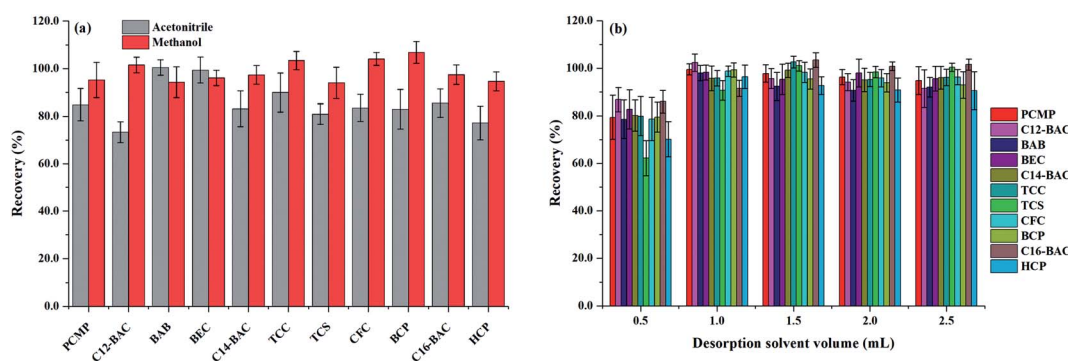 (a)
Acetonitrile
Methanol
Recovery (%)
120.0
100.0
80.0
60.0
40.0
20.0
0.0
PCMP
C12-BAC
BAB
BEC
C14-BAC
TCC
TCS
CFC
BCP
C16-BAC
HCP
(b)
Recovery (%)
120.0
100.0
80.0
60.0
40.0
20.0
0.0
0.5
1.0
1.5
2.0
2.5
Desorption solvent volume (mL)
PCMP
C12-BAC
BAB
BEC
C14-BAC
TCC
TCS
CFC
BCP
C16-BAC
HCP